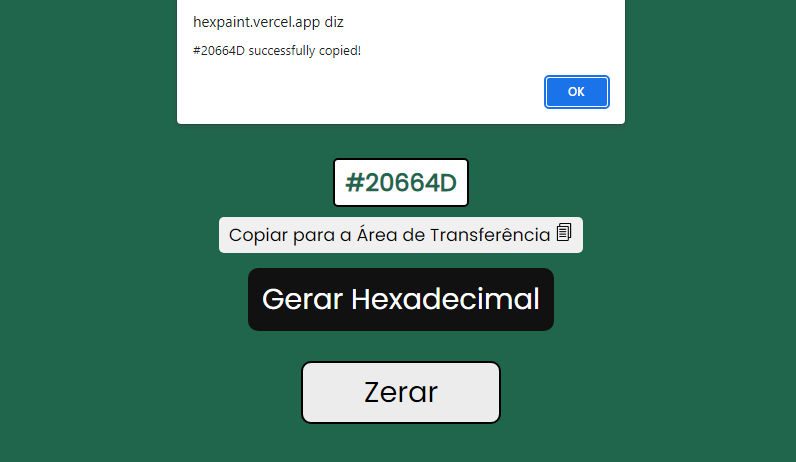 hexpaint.vercel.app diz
#20664D successfully copied!
OK
#20664D
Copiar para a Área de Transferência
Gerar Hexadecimal
Zerar